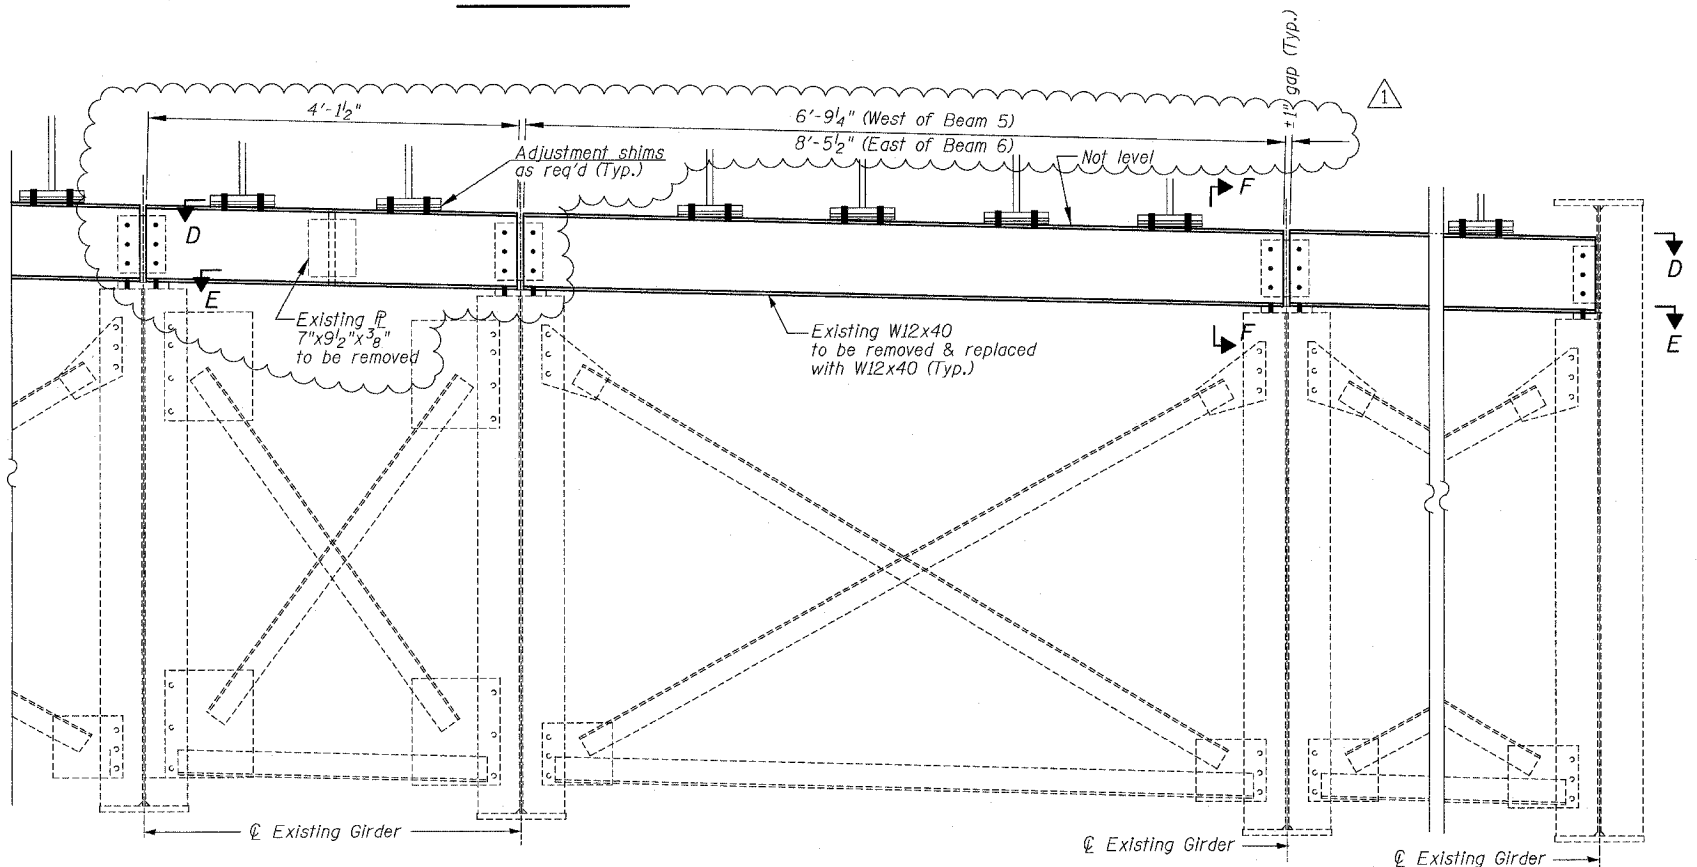 ±1" gap (Typ.)
1
4'-1½"
6'-9¼" (West of Beam 5)
8'-5½" (East of Beam 6)
Adjustment shims
as req'd (Typ.)
Not level
F
D
D
E
E
F
Existing ℄
7"x9½"x⅜"
to be removed
Existing W12x40
to be removed & replaced
with W12x40 (Typ.)
℄ Existing Girder
℄ Existing Girder
℄ Existing Girder